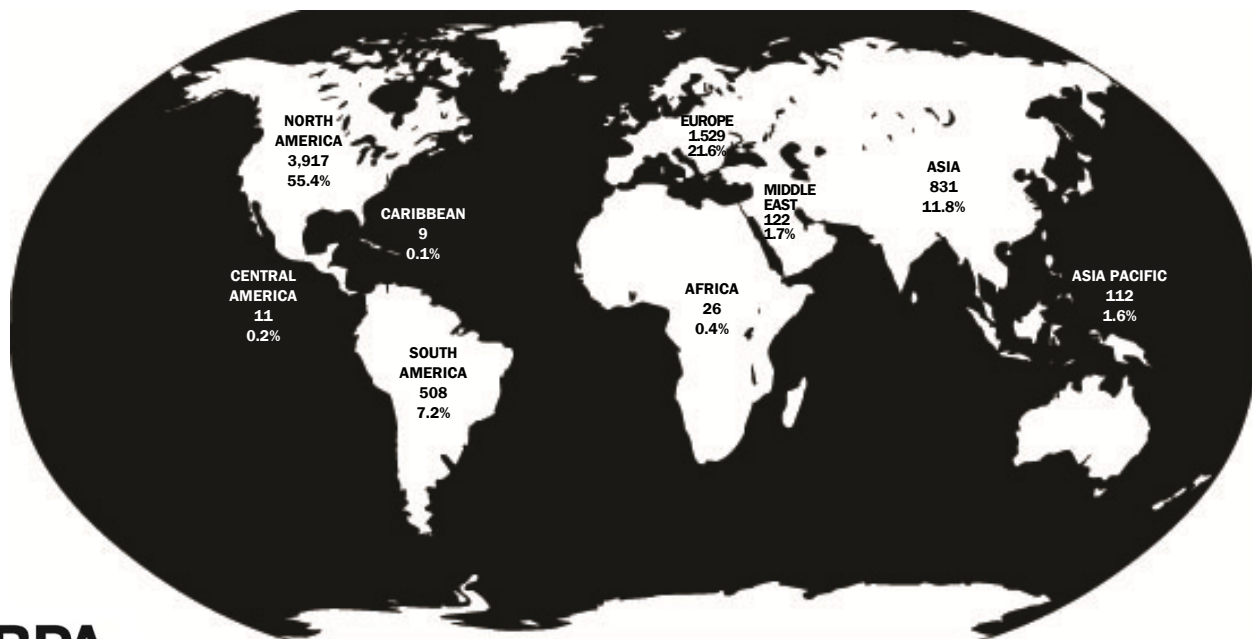 NORTH
AMERICA
3,917
55.4%
EUROPE
1.529
21.6%
ASIA
831
11.8%
MIDDLE
EAST
122
1.7%
CARIBBEAN
9
0.1%
CENTRAL
AMERICA
11
0.2%
AFRICA
26
0.4%
ASIA PACIFIC
112
1.6%
SOUTH
AMERICA
508
7.2%